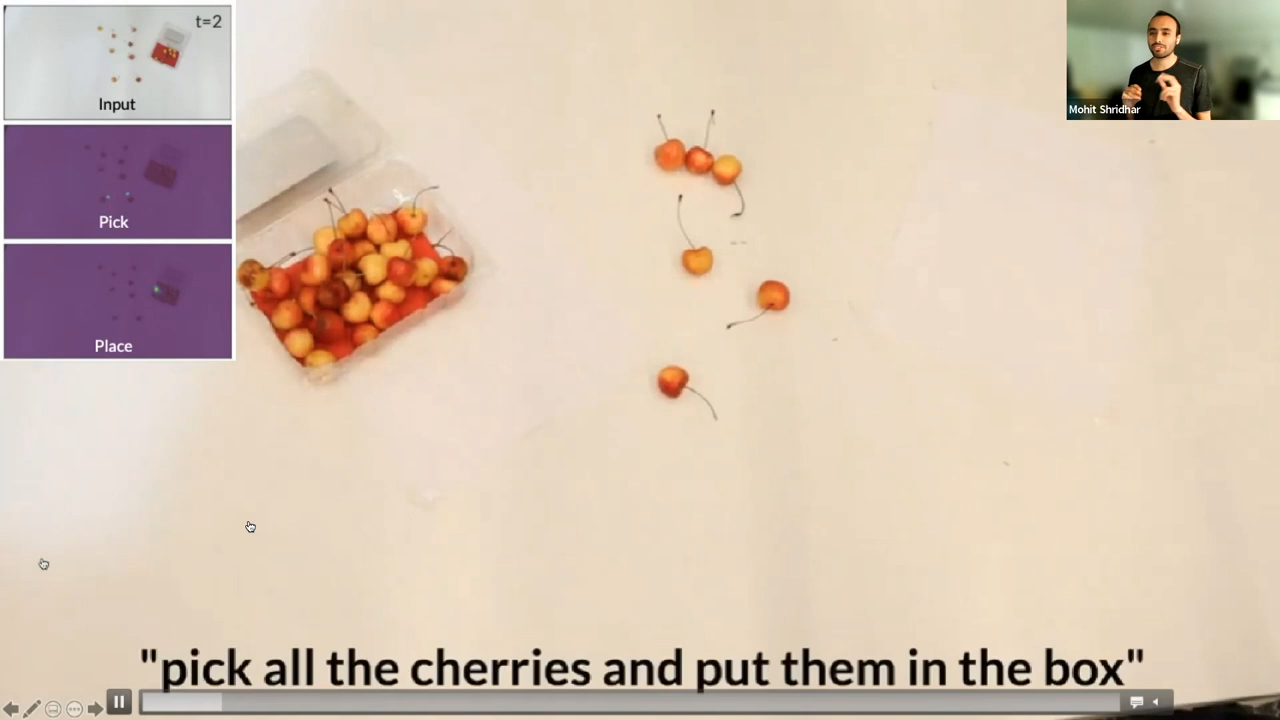 t=2
Input
Pick
Place
Mohit Shridhar
"pick all the cherries and put them in the box"